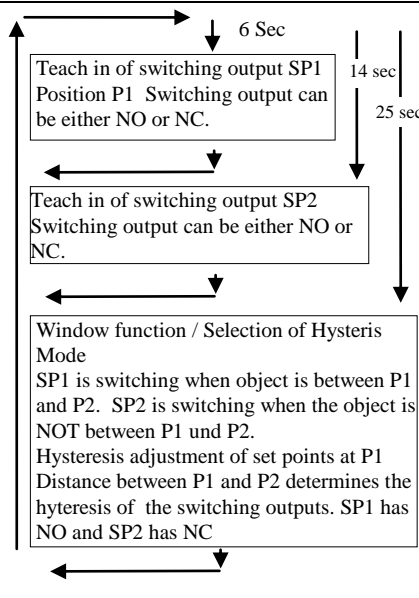 6 Sec
Teach in of switching output SP1
Position P1 Switching output can
be either NO or NC.
14 sec
25 sec
Teach in of switching output SP2
Switching output can be either NO or
NC.
Window function / Selection of Hysteris
Mode
SP1 is switching when object is between P1
and P2. SP2 is switching when the object is
NOT between P1 und P2.
Hysteresis adjustment of set points at P1
Distance between P1 and P2 determines the
hyteresis of the switching outputs. SP1 has
NO and SP2 has NC